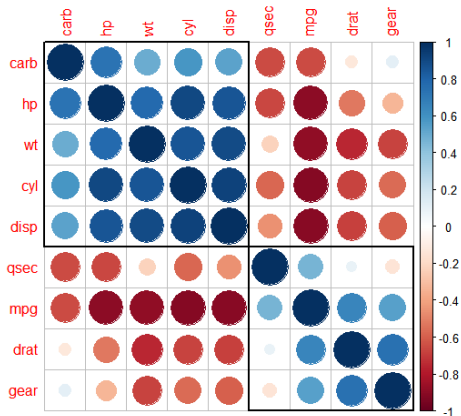 carb hp wt cyl disp qsec mpg drat gear
carb
hp
wt
cyl
disp
qsec
mpg
drat
gear
1
0.8
0.6
0.4
0.2
0
-0.2
-0.4
-0.6
-0.8
-1